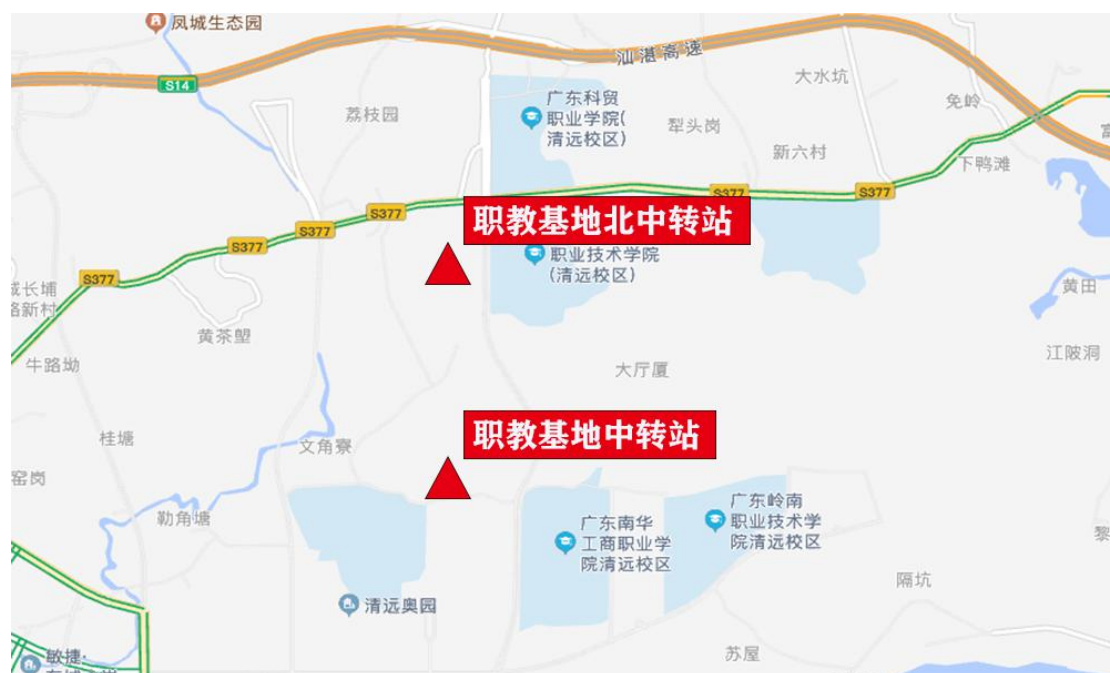 凤城生态园
汕湛高速
S14
大水坑
广东科贸
职业学院(
清远校区)
荔枝园
免岭
犁头岗
新六村
下鸭滩
S377
S377
S377
S377
S377
S377
职教基地北中转站
职业技术学院
(清远校区)
长埔
新村
黄田
黄茶塱
牛路坳
江陂洞
大厅厦
职教基地中转站
桂塘
文角寮
窑岗
勒角塘
广东岭南
职业技术学
院清远校区
广东南华
工商职业学
院清远校区
黎
隔坑
清远奥园
苏屋
敏捷·